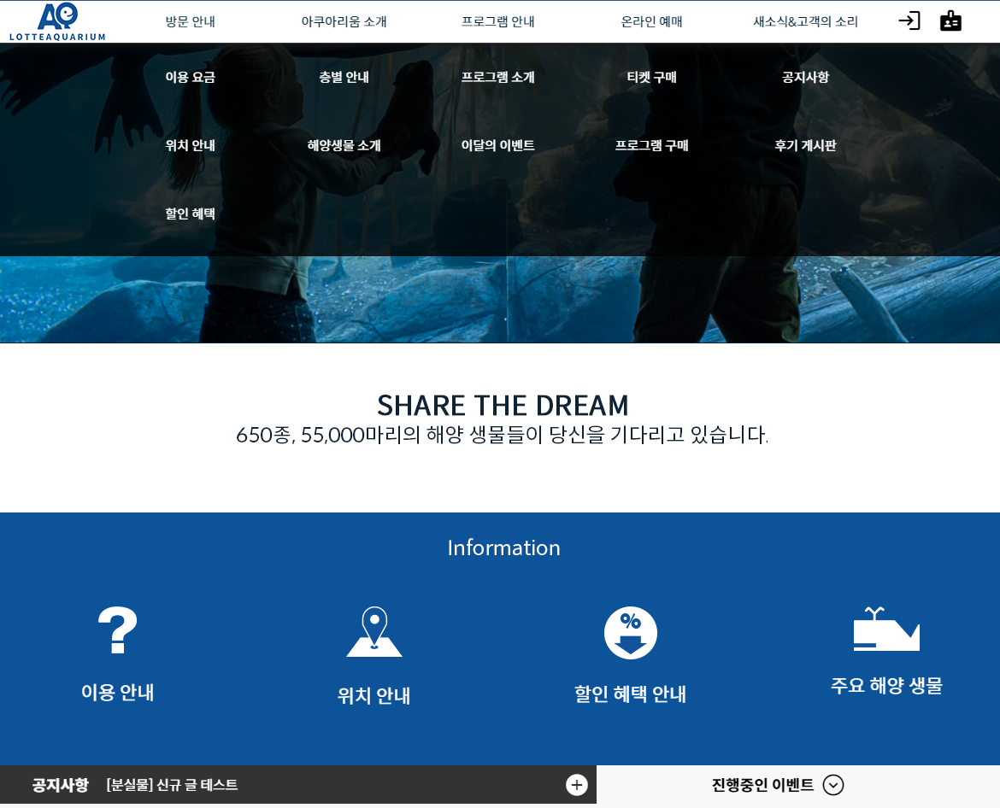 AQ
LOTTEAQUARIUM
방문 안내 아쿠아리움 소개 프로그램 안내 온라인 예매 새소식&고객의 소리
이용 요금 층별 안내 프로그램 소개 티켓 구매 공지사항
위치 안내 해양생물 소개 이달의 이벤트 프로그램 구매 후기 게시판
할인 혜택
SHARE THE DREAM
650종, 55,000마리의 해양 생물들이 당신을 기다리고 있습니다.
Information
?
%
이용 안내 위치 안내 할인 혜택 안내 주요 해양 생물
공지사항 [분실물] 신규 글 테스트 진행중인 이벤트